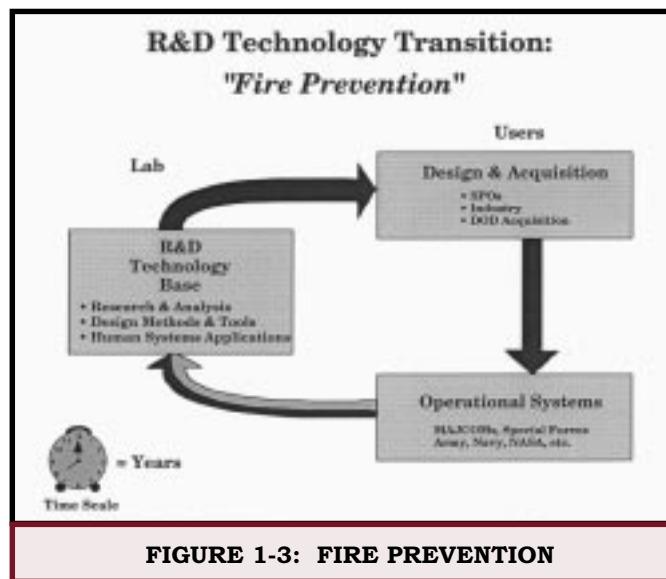 R&D Technology Transition:
"Fire Prevention"
Users
Lab
Design & Acquisition
• SPOs
• Industry
• DOD Acquisition
R&D
Technology
Base
• Research & Analysis
• Design Methods & Tools
• Human Systems Applications
Operational Systems
MAJCOMs, Special Forces
Army, Navy, NASA, etc.
= Years
Time Scale
FIGURE 1-3: FIRE PREVENTION